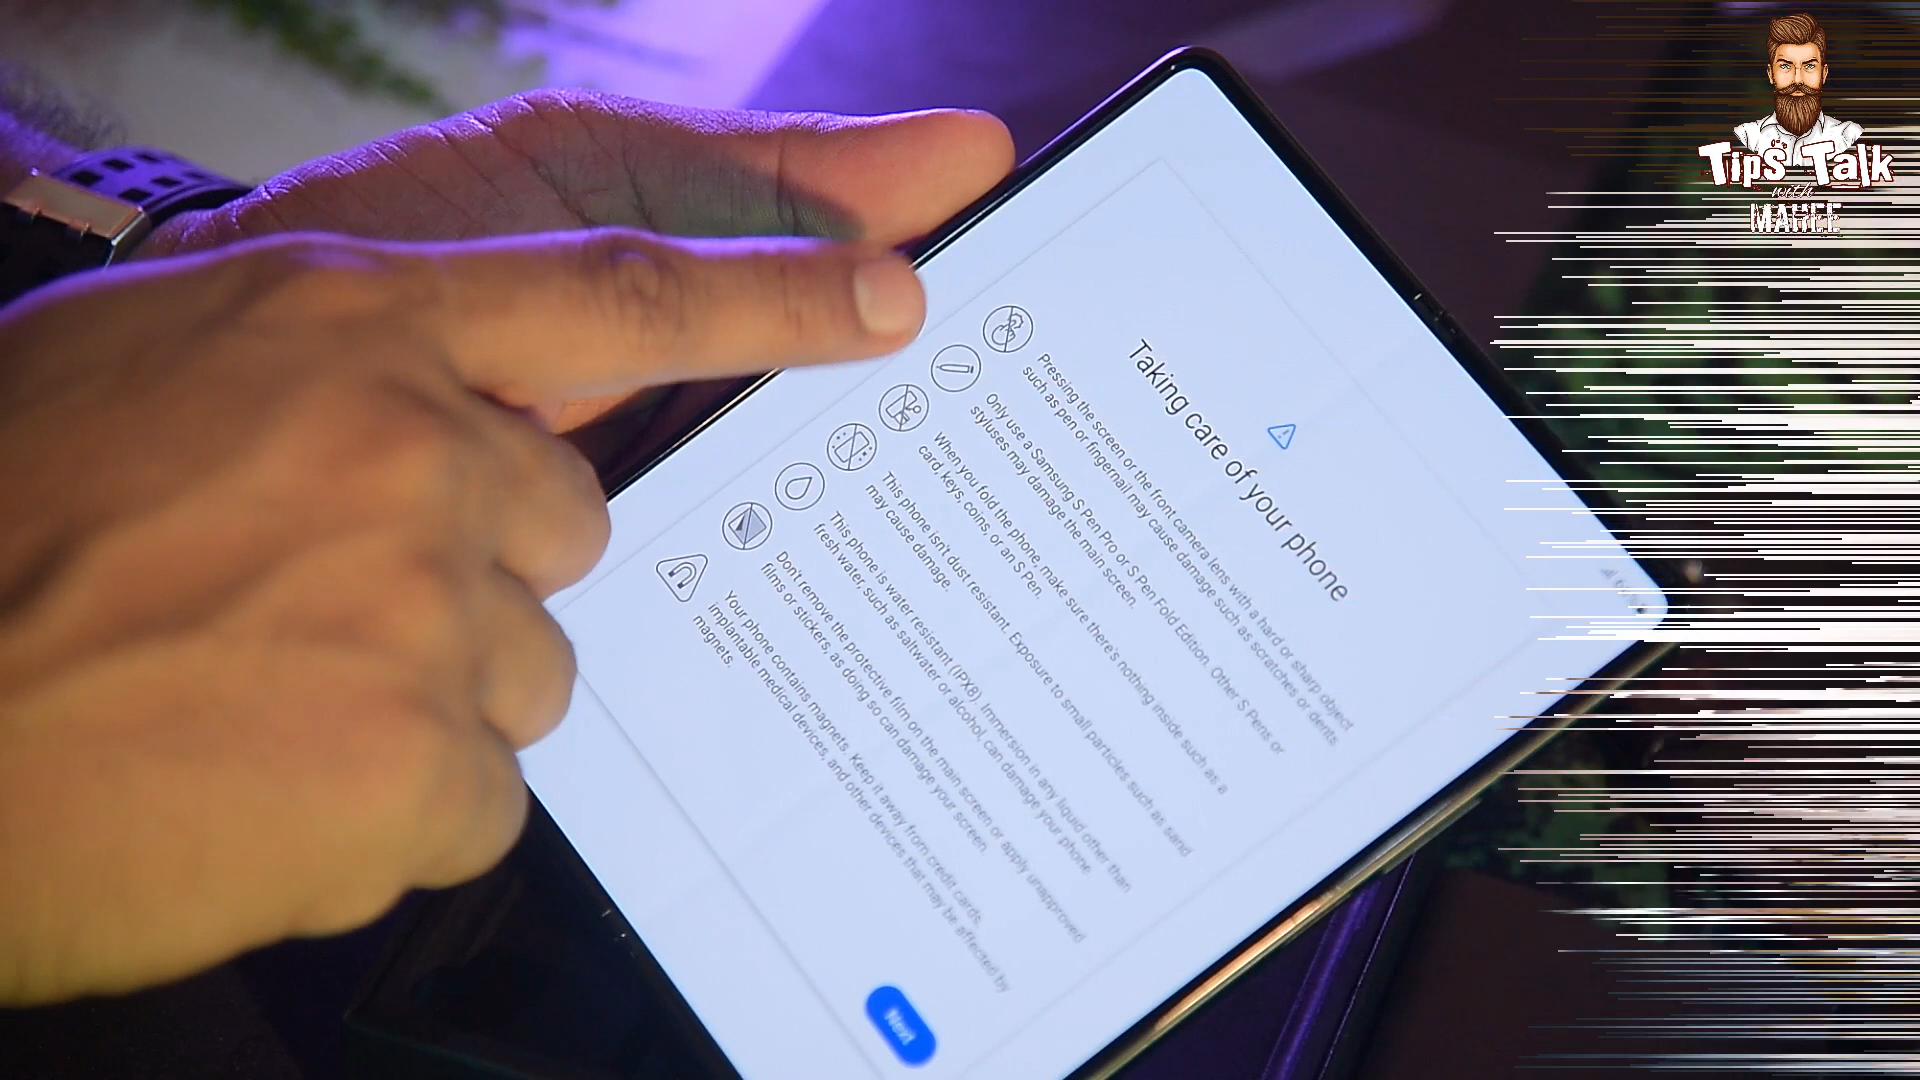 Tips Talk
with
MAHEE
Taking care of your phone
Pressing the screen or the front camera lens with a hard or sharp object
such as pen or fingernail may cause damage such as scratches or dents
Only use a Samsung S Pen Pro or S Pen Fold Edition. Other S Pens or
styluses may damage the main screen.
When you fold the phone, make sure there's nothing inside such as a
card, keys, coins, or an S Pen.
This phone isn't dust resistant. Exposure to small particles such as sand
may cause damage.
This phone is water resistant (IPX8). Immersion in any liquid other than
fresh water, such as saltwater or alcohol, can damage your phone.
Don't remove the protective film on the main screen or apply unapproved
films or stickers, as doing so can damage your screen.
Your phone contains magnets. Keep it away from credit cards,
implantable medical devices, and other devices that may be affected by
magnets.
Next